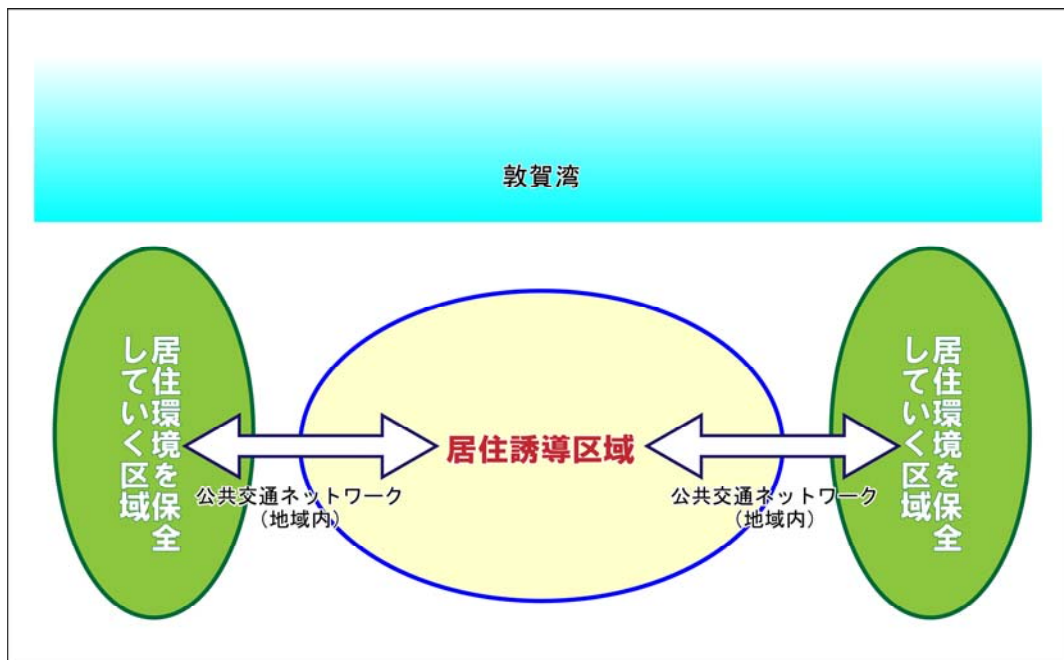 敦賀湾
居住環境を保全
していく区域
居住誘導区域
居住環境を保全
していく区域
公共交通ネットワーク
（地域内）
公共交通ネットワーク
（地域内）